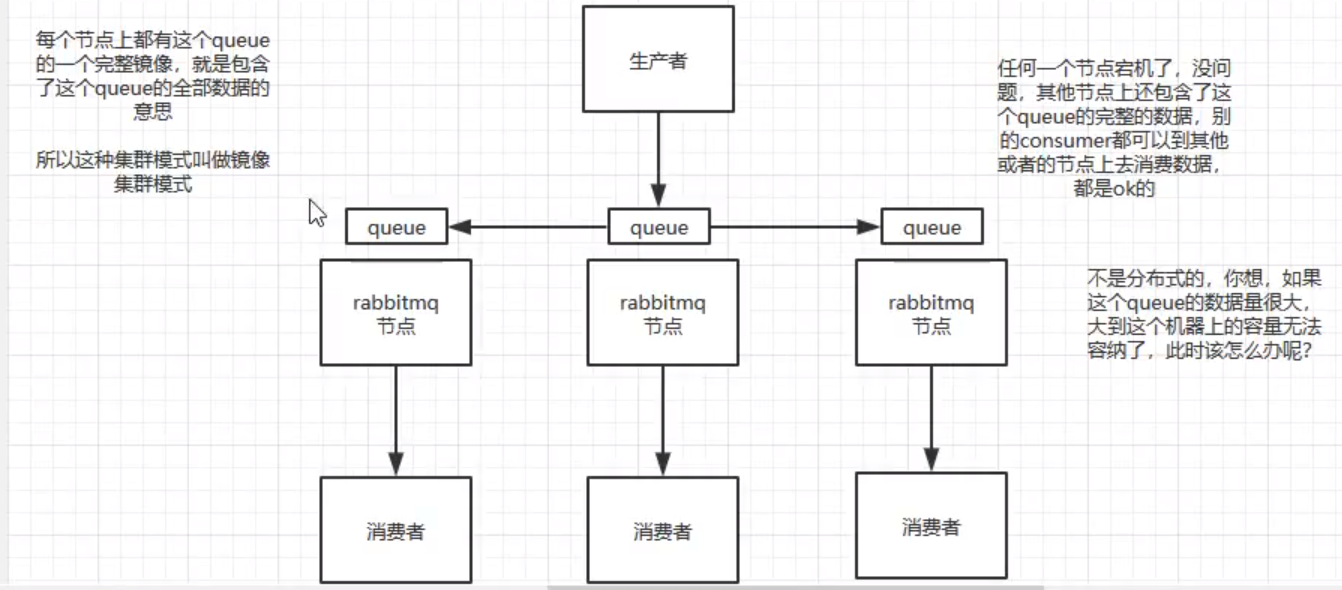 每个节点上都有这个queue
的一个完整镜像，就是包含
了这个queue的全部数据的
意思
所以这种集群模式叫做镜像
集群模式
生产者
任何一个节点宕机了，没问
题，其他节点上还包含了这
个queue的完整的数据，别
的consumer都可以到其他
或者的节点上去消费数据，
都是ok的
queue
queue
queue
不是分布式的，你想，如果
这个queue的数据量很大，
大到这个机器上的容量无法
容纳了，此时该怎么办呢?
rabbitmq
节点
rabbitmq
节点
rabbitmq
节点
消费者
消费者
消费者